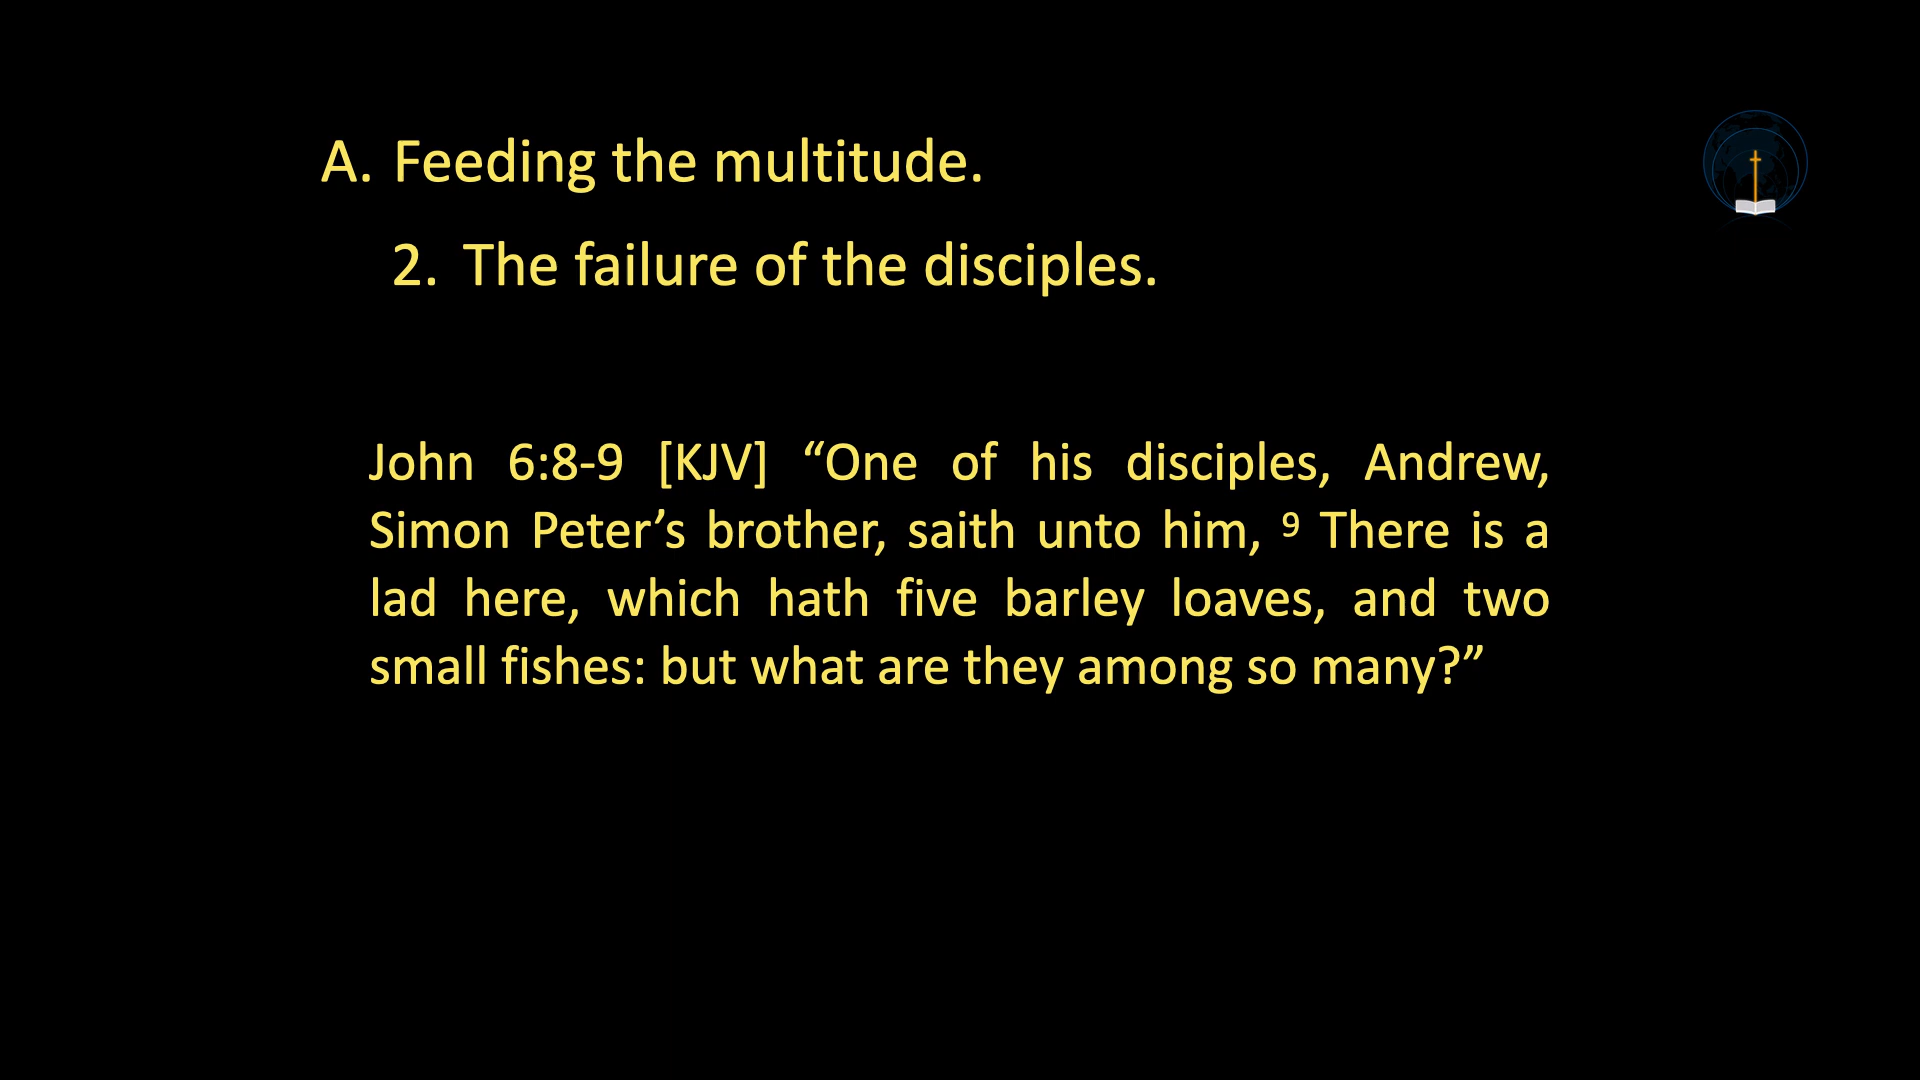 A. Feeding the multitude.
2. The failure of the disciples.
John 6:8-9 [KJV] “One of his disciples, Andrew,
Simon Peter’s brother, saith unto him, ⁹ There is a
lad here, which hath five barley loaves, and two
small fishes: but what are they among so many?”